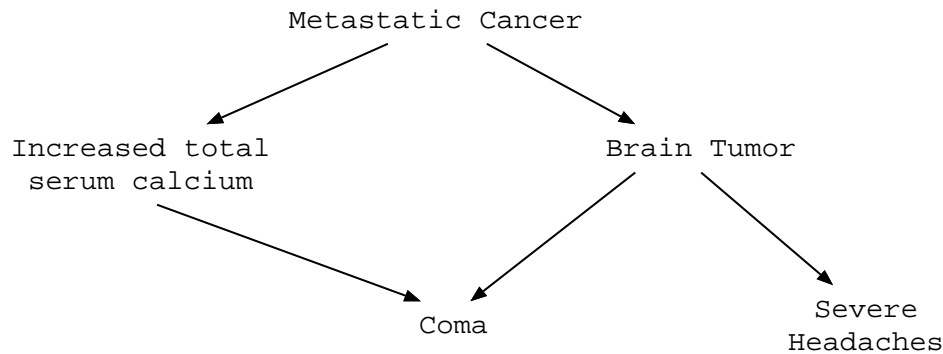 Metastatic Cancer
Increased total
serum calcium
Brain Tumor
Coma
Severe
Headaches